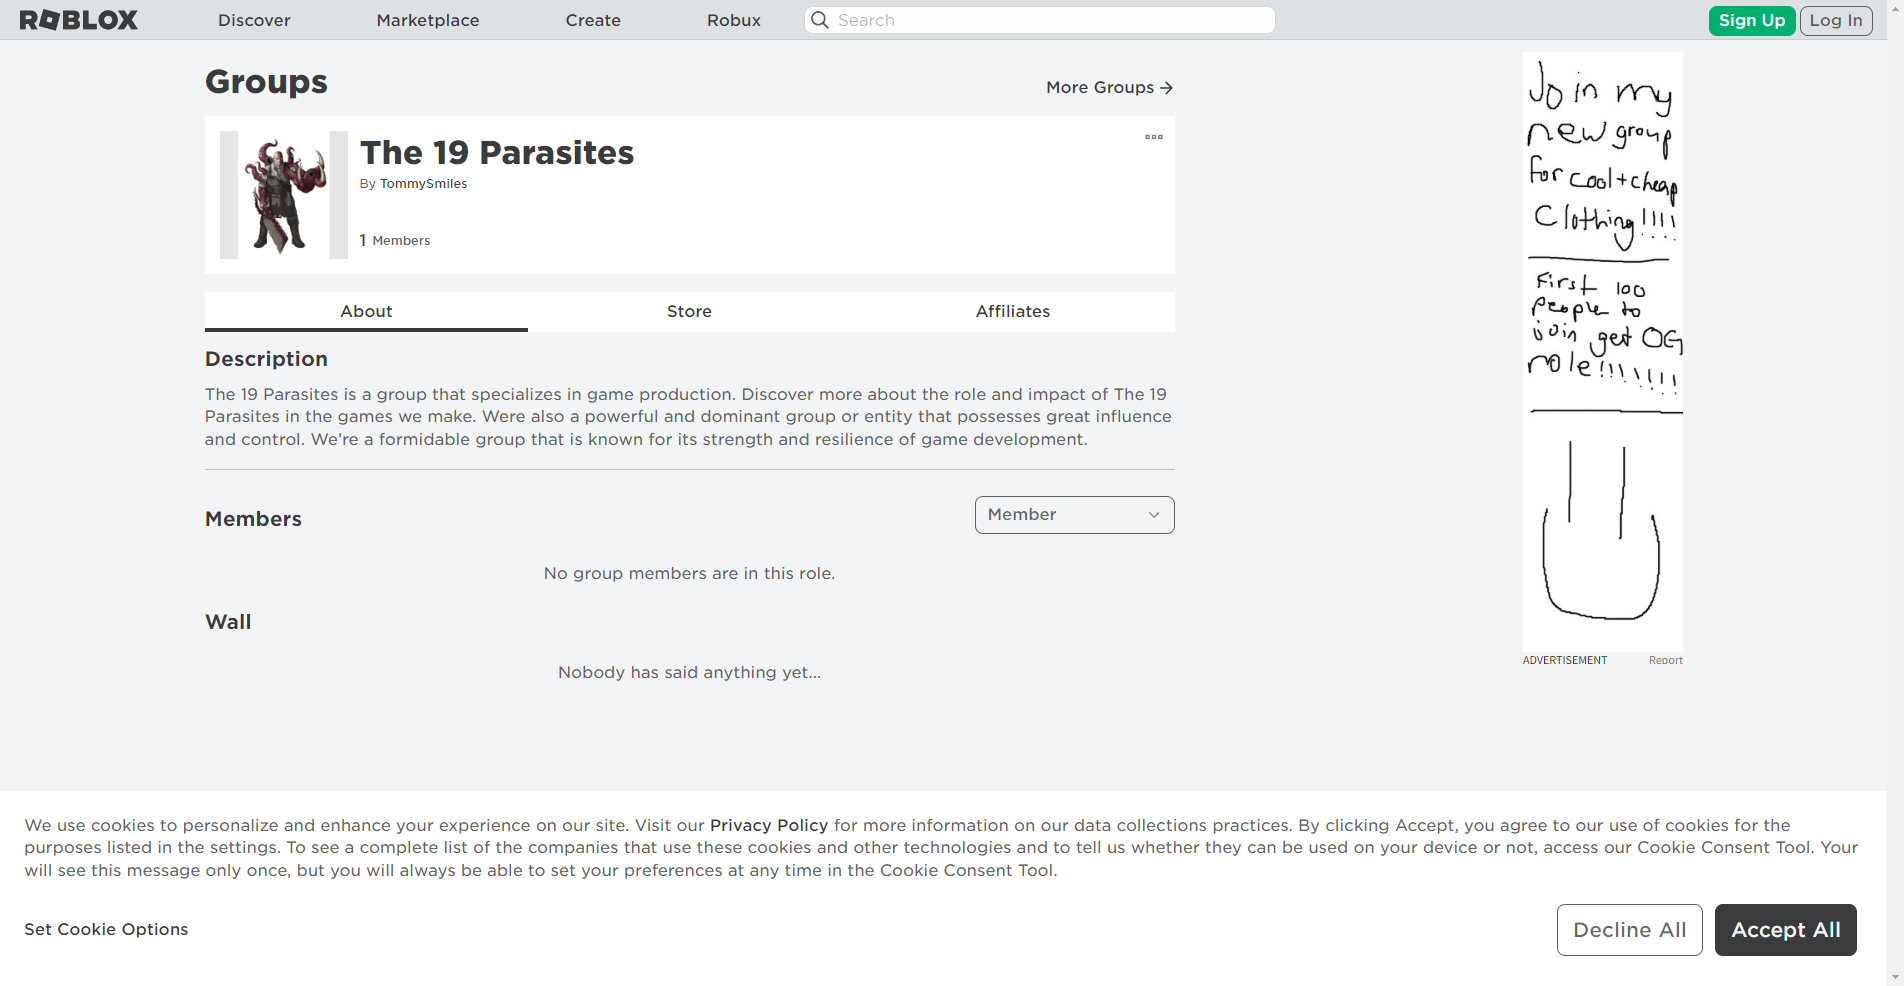 ROBLOX
Discover
Marketplace
Create
Robux
Search
Sign Up
Log In
Groups
More Groups
The 19 Parasites
By TommySmiles
1 Members
About
Store
Affiliates
Description
The 19 Parasites is a group that specializes in game production. Discover more about the role and impact of The 19
Parasites in the games we make. Were also a powerful and dominant group or entity that possesses great influence
and control. We’re a formidable group that is known for its strength and resilience of game development.
Members
Member
No group members are in this role.
Wall
Nobody has said anything yet...
Join my
new group
for cool+cheap
Clothing!!!!
First 100
people to
join get OG
role!!!!!!!!
ADVERTISEMENT
Report
We use cookies to personalize and enhance your experience on our site. Visit our Privacy Policy for more information on our data collections practices. By clicking Accept, you agree to our use of cookies for the
purposes listed in the settings. To see a complete list of the companies that use these cookies and other technologies and to tell us whether they can be used on your device or not, access our Cookie Consent Tool. Your
will see this message only once, but you will always be able to set your preferences at any time in the Cookie Consent Tool.
Set Cookie Options
Decline All
Accept All